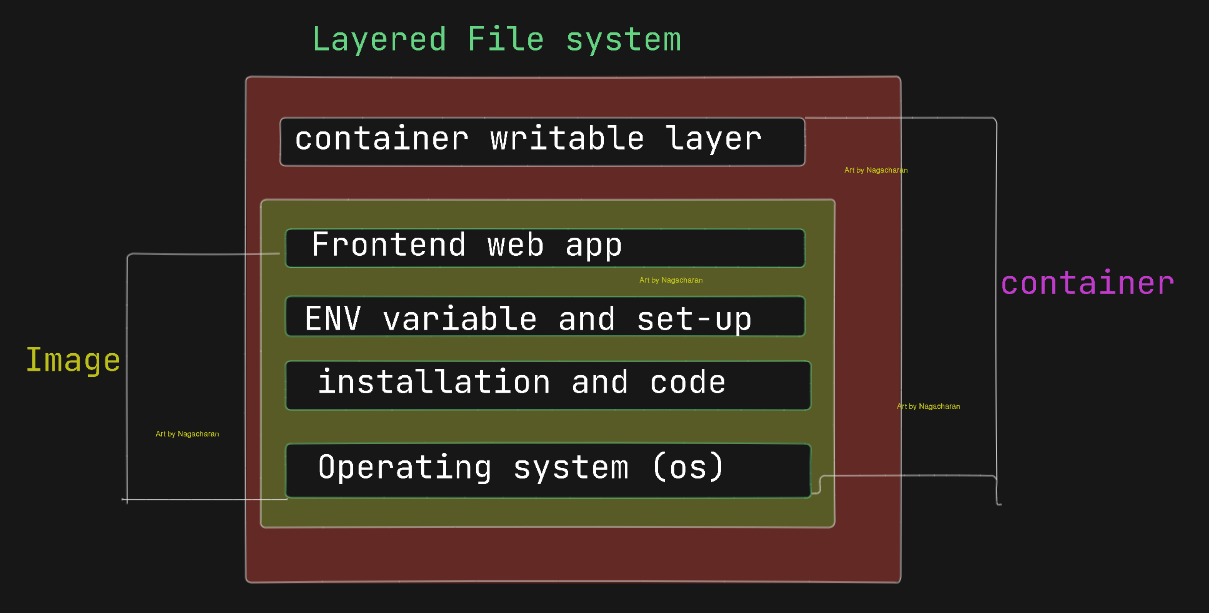 Layered File system
container writable layer
Art by Nagacharan
Frontend web app
Art by Nagacharan
container
ENV variable and set-up
Image
installation and code
Art by Nagacharan
Art by Nagacharan
Operating system (os)